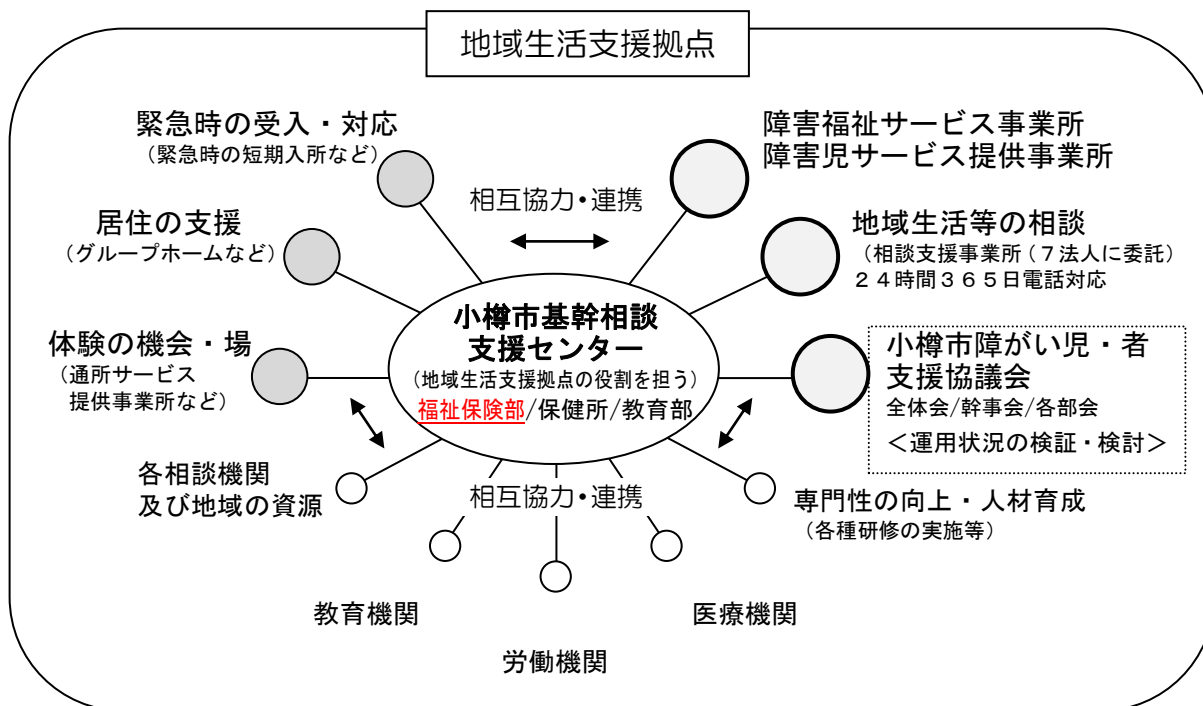 地域生活支援拠点
緊急時の受入・対応
（緊急時の短期入所など）
障害福祉サービス事業所
障害児サービス提供事業所
相互協力・連携
居住の支援
（グループホームなど）
地域生活等の相談
（相談支援事業所（７法人に委託）
２４時間３６５日電話対応
小樽市基幹相談
支援センター
（地域生活支援拠点の役割を担う）
福祉保険部/保健所/教育部
体験の機会・場
（通所サービス
提供事業所など）
小樽市障がい児・者
支援協議会
全体会/幹事会/各部会
＜運用状況の検証・検討＞
各相談機関
及び地域の資源
相互協力・連携
専門性の向上・人材育成
（各種研修の実施等）
教育機関
医療機関
労働機関